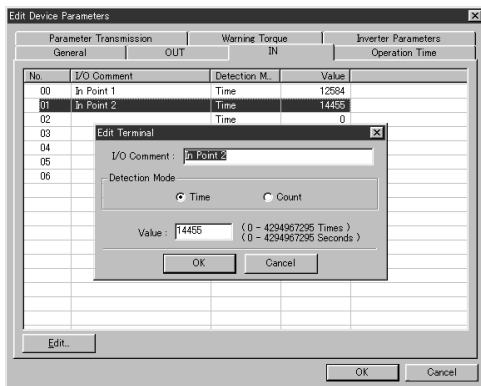 Edit Device Parameters
Parameter Transmission Warning Torque Inverter Parameters
General OUT IN Operation Time
No. I/O Comment Detection M... Value
00 In Point 1 Time 12584
01 In Point 2 Time 14455
02 Time 0
03
04
05
06
Edit Terminal
I/O Comment : In Point 2
Detection Mode
Time Count
Value : 14455 ( 0 - 4294967295 Times )
( 0 - 4294967295 Seconds )
OK Cancel
Edit...
OK Cancel